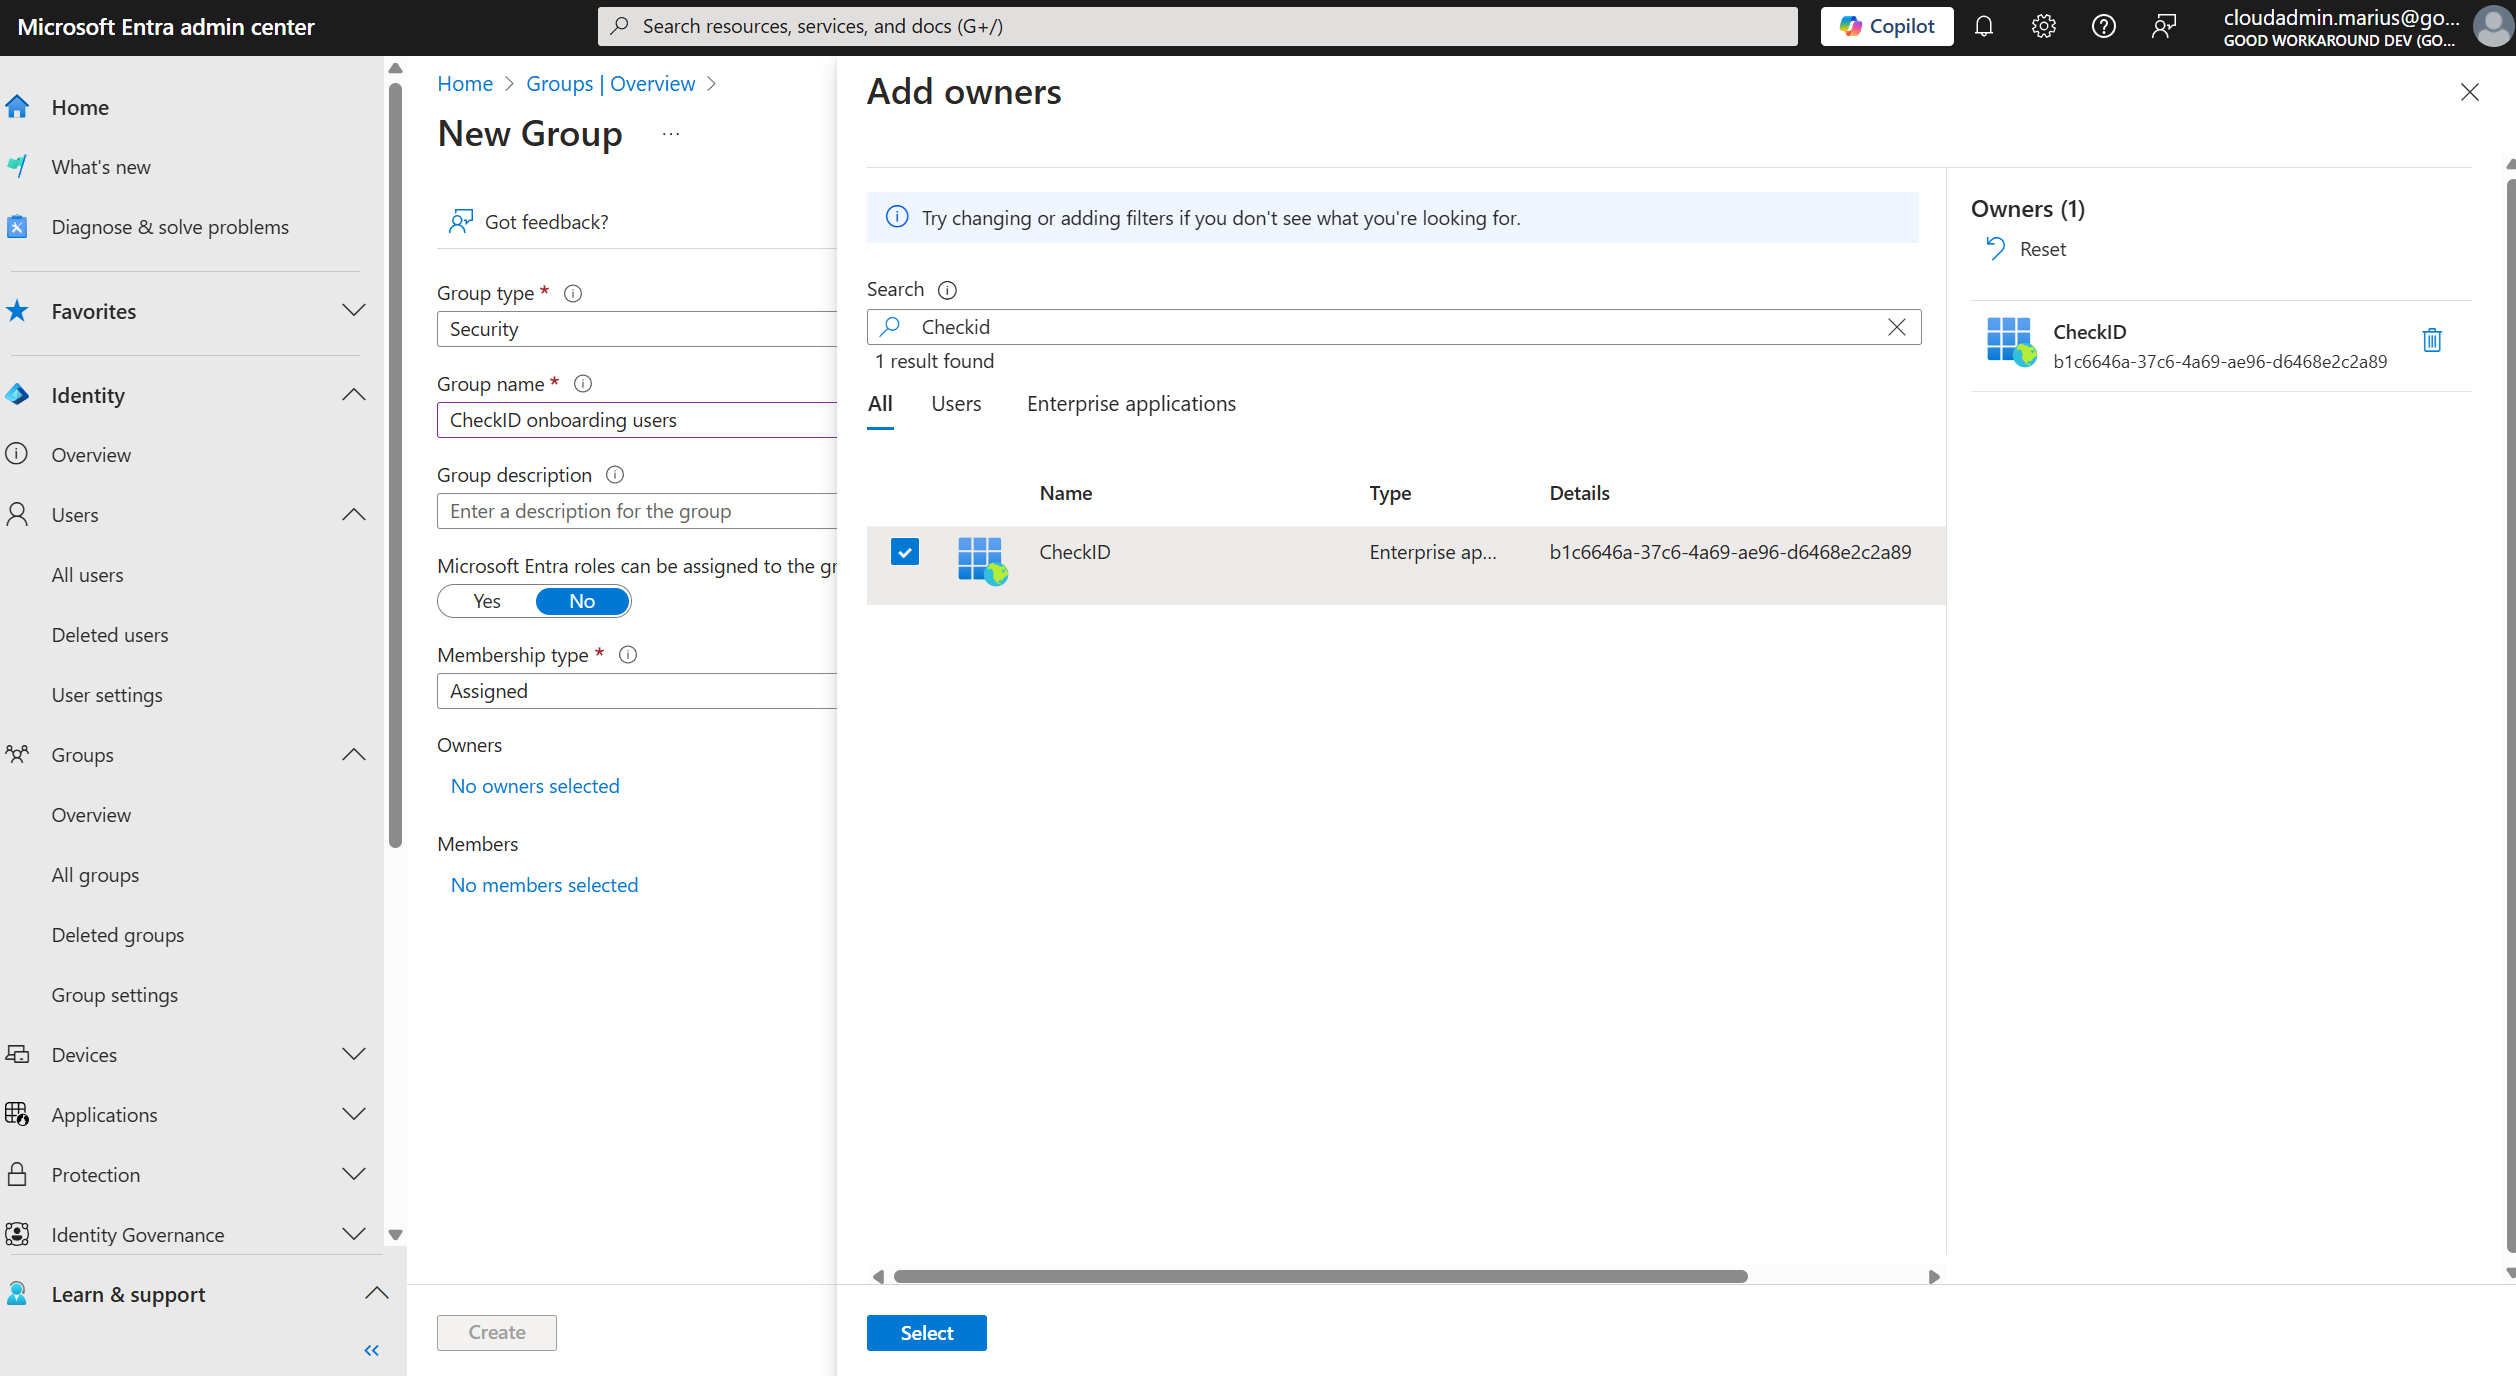 Microsoft Entra admin center
Search resources, services, and docs (G+/)
Copilot
cloudadmin.marius@go...
GOOD WORKAROUND DEV (GO...
Home
What's new
Diagnose & solve problems
Favorites
Identity
Overview
Users
All users
Deleted users
User settings
Groups
Overview
All groups
Deleted groups
Group settings
Devices
Applications
Protection
Identity Governance
Learn & support
Home
Groups | Overview
New Group
...
Got feedback?
Group type *
Security
Group name *
CheckID onboarding users
Group description
Enter a description for the group
Microsoft Entra roles can be assigned to the gr
Yes
No
Membership type *
Assigned
Owners
No owners selected
Members
No members selected
Create
Add owners
Try changing or adding filters if you don't see what you're looking for.
Search
Checkid
1 result found
All
Users
Enterprise applications
Name
Type
Details
CheckID
Enterprise ap...
b1c6646a-37c6-4a69-ae96-d6468e2c2a89
Select
Owners (1)
Reset
CheckID
b1c6646a-37c6-4a69-ae96-d6468e2c2a89